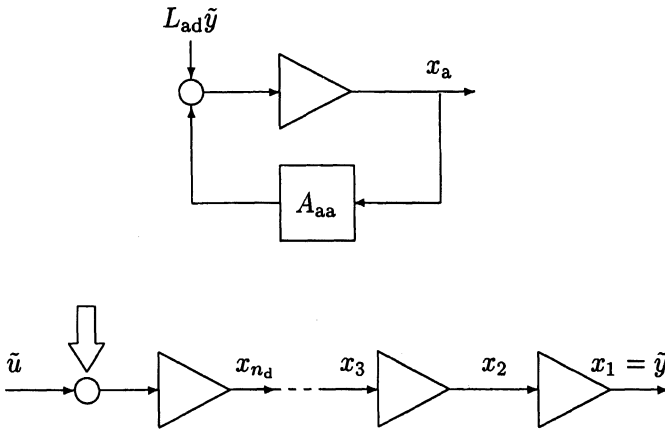 L_ad ỹ
x_a
A_aa
ũ
x_{n_d}
x_3
x_2
x_1 = ỹ